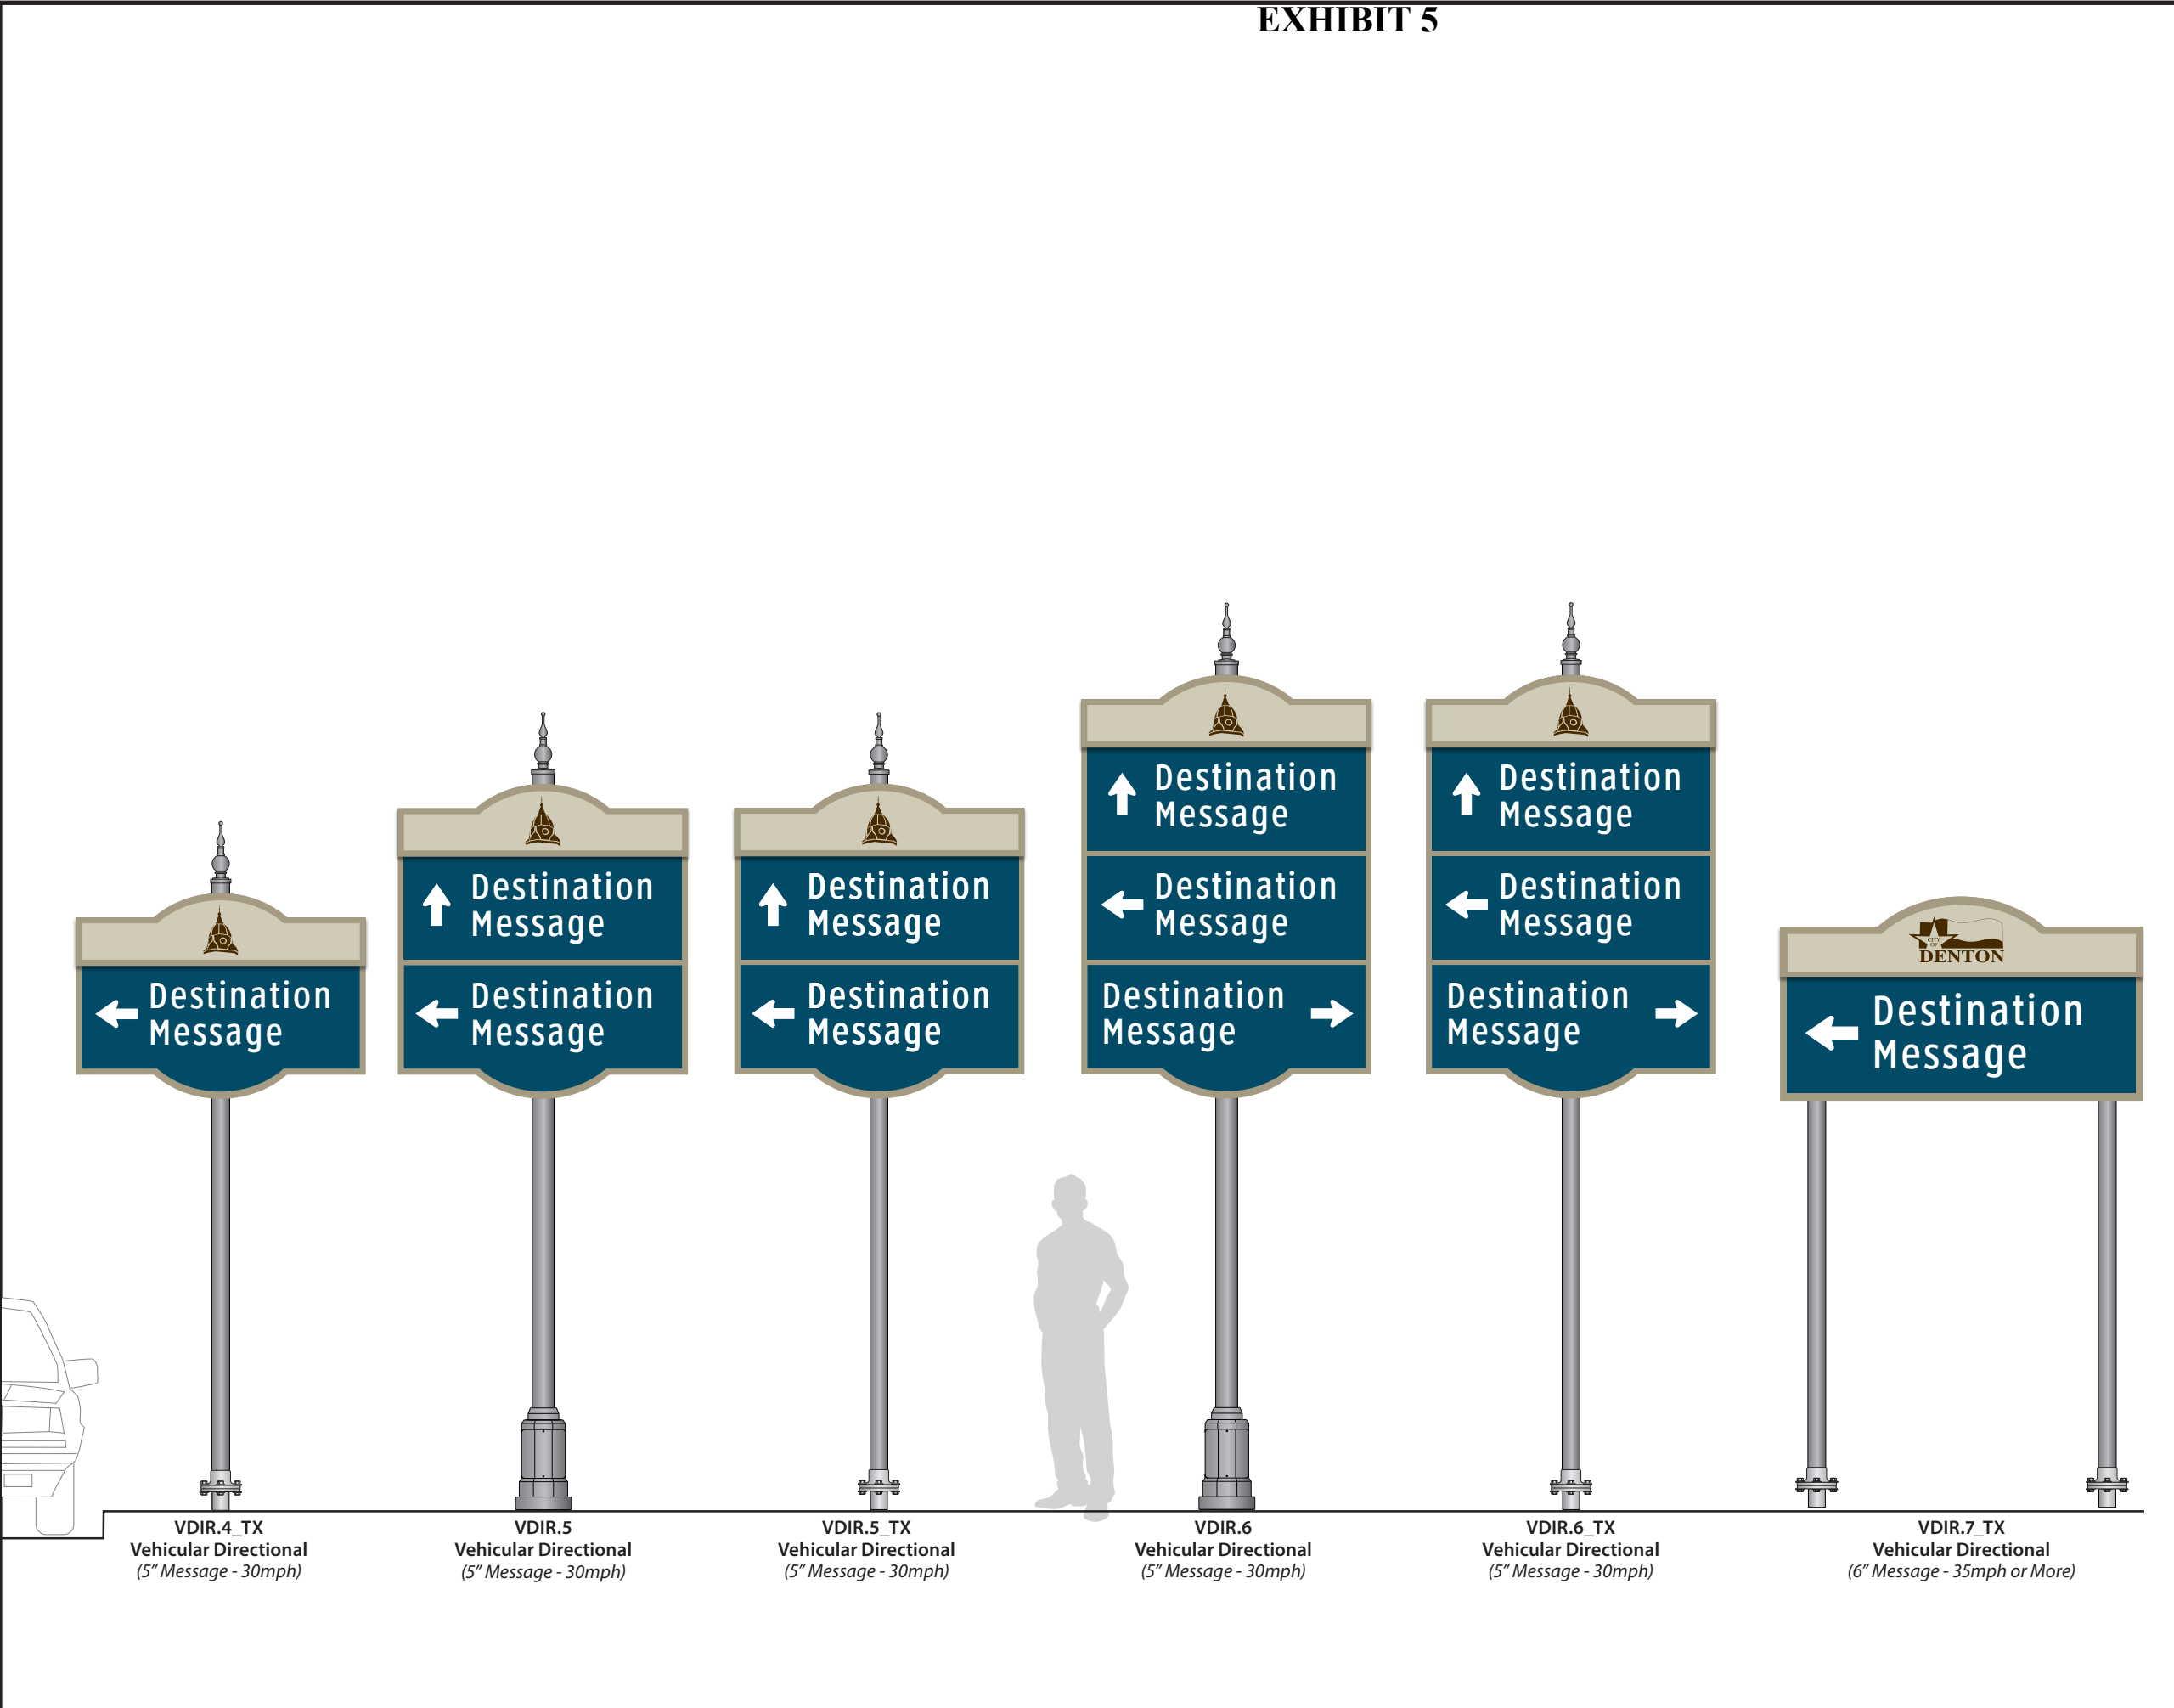 EXHIBIT 5
Destination
Message
Destination
Message
Destination
Message
Destination
Message
Destination
Message
Destination
Message
Destination
Message
Destination
Message
Destination
Message
Destination
Message
Destination
Message
CITY
OF
DENTON
Destination
Message
VDIR.4_TX
Vehicular Directional
(5” Message - 30mph)
VDIR.5
Vehicular Directional
(5” Message - 30mph)
VDIR.5_TX
Vehicular Directional
(5” Message - 30mph)
VDIR.6
Vehicular Directional
(5” Message - 30mph)
VDIR.6_TX
Vehicular Directional
(5” Message - 30mph)
VDIR.7_TX
Vehicular Directional
(6” Message - 35mph or More)